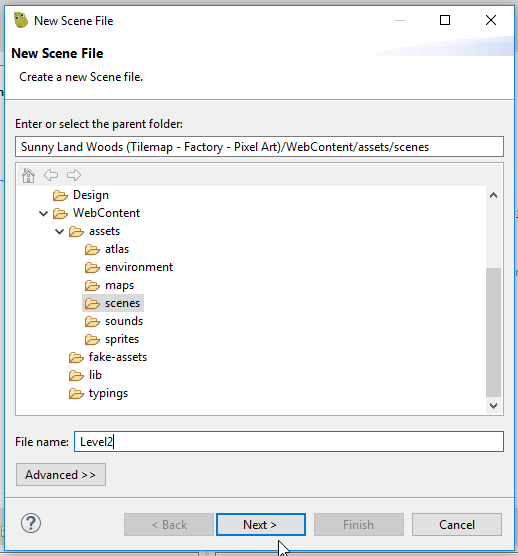 New Scene File
New Scene File
Create a new Scene file.
Enter or select the parent folder:
Sunny Land Woods (Tilemap - Factory - Pixel Art)/WebContent/assets/scenes
Design
WebContent
assets
atlas
environment
maps
scenes
sounds
sprites
fake-assets
lib
typings
File name: Level2
Advanced >>
? < Back Next > Finish Cancel